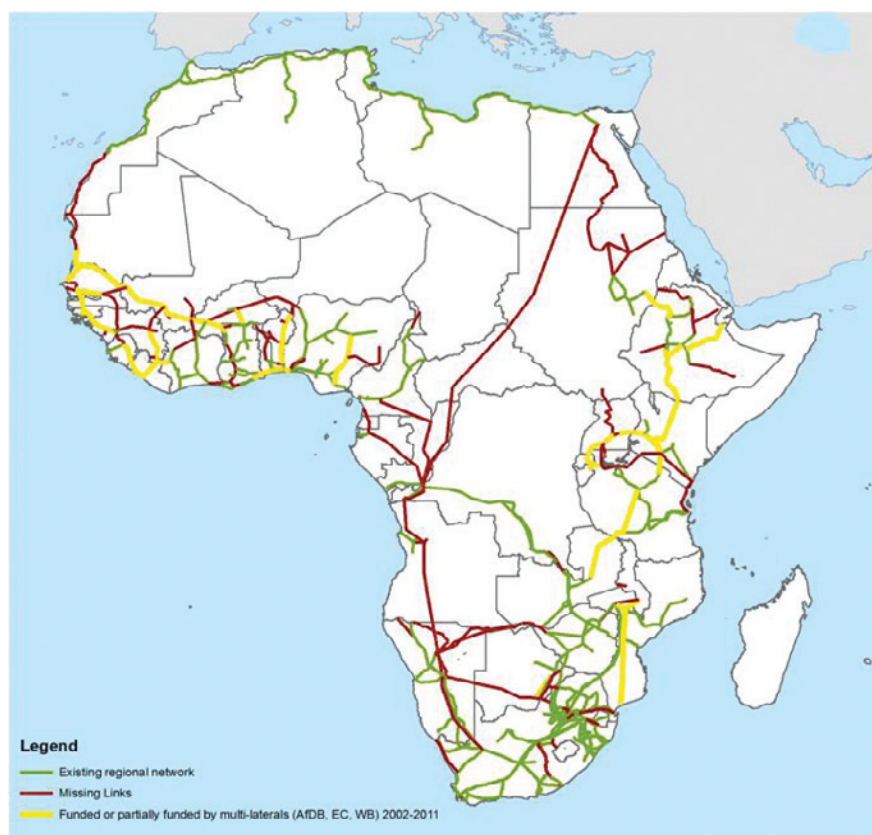 Legend
Existing regional network
Missing Links
Funded or partially funded by multi-laterals (AfDB, EC, WB) 2002-2011